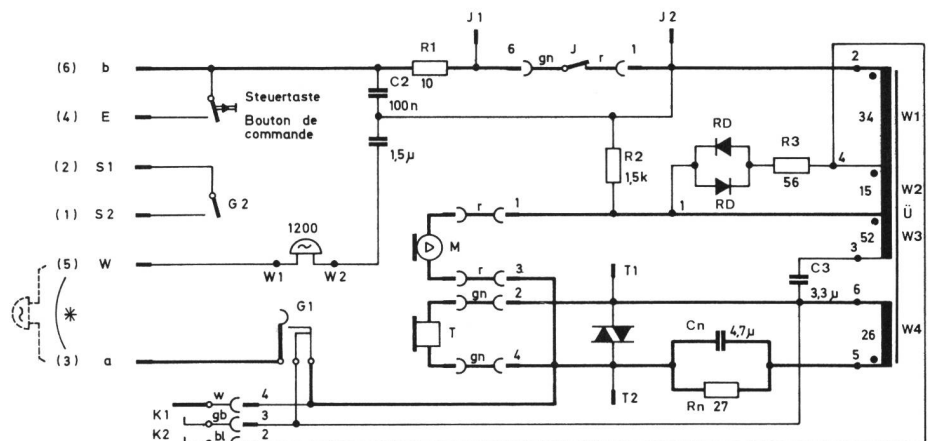 J1
J2
R1
6
gn
J
r
1
2
(6) b
10
C2
100n
Steuertaste
Bouton de
commande
(4) E
34
W1
1,5µ
RD
R3
4
(2) S1
R2
1,5k
56
RD
15
W2
G2
(1) S2
r
1
1
Ü
1200
M
52
W3
3
(5) W
W1
W2
r
3
T1
C3
gn
2
3,3µ
6
*
G1
T
Cn
4,7µ
26
W4
(3) a
gn
4
5
T2
Rn 27
w
4
K1
gb
3
K2
bl
2